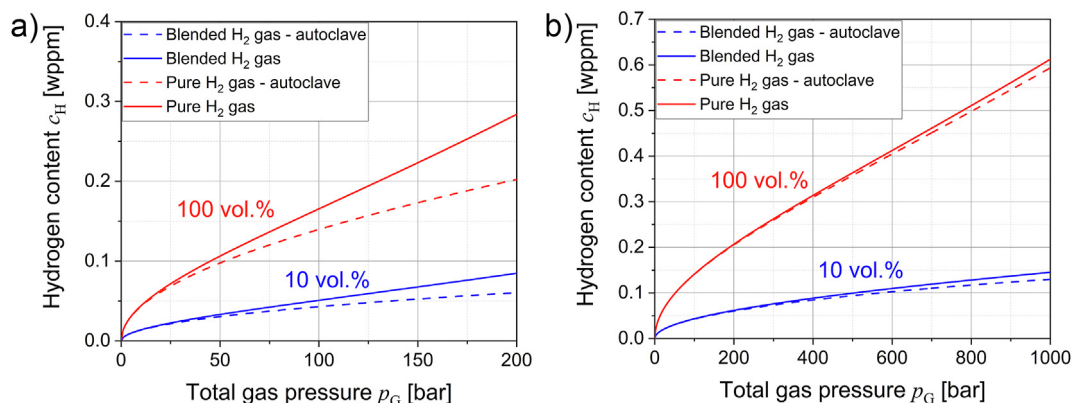 a)
Hydrogen content cH [wppm]
0.4
0.3
0.2
0.1
0.0
Blended H2 gas - autoclave
Blended H2 gas
Pure H2 gas - autoclave
Pure H2 gas
100 vol.%
10 vol.%
0 25 50 75 100 125 150 175 200
Total gas pressure pG [bar]
b)
Hydrogen content cH [wppm]
0.7
0.6
0.5
0.4
0.3
0.2
0.1
0.0
Blended H2 gas - autoclave
Blended H2 gas
Pure H2 gas - autoclave
Pure H2 gas
100 vol.%
10 vol.%
0 200 400 600 800 1000
Total gas pressure pG [bar]